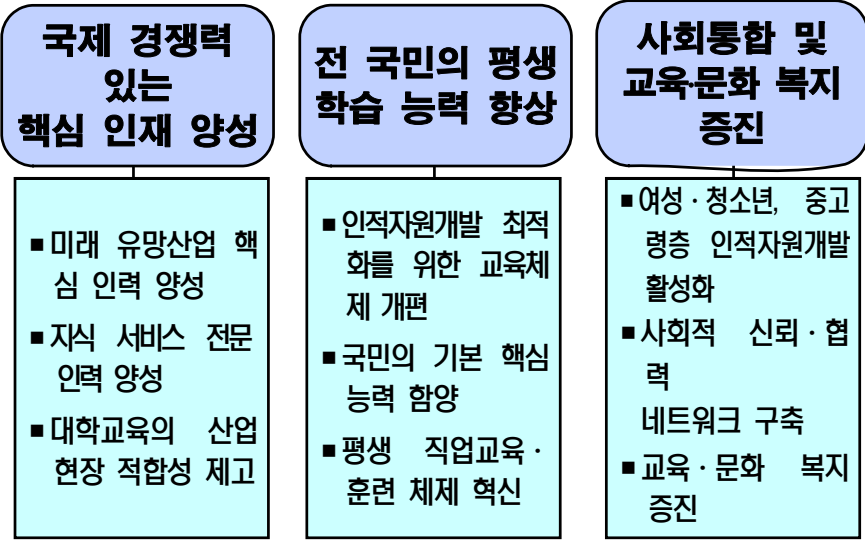 국제 경쟁력
있는
핵심 인재 양성
■미래 유망산업 핵
심 인력 양성
■지식 서비스 전문
인력 양성
■대학교육의 산업
현장 적합성 제고
전 국민의 평생
학습 능력 향상
■인적자원개발 최적
화를 위한 교육체
제 개편
■국민의 기본 핵심
능력 함양
■평생 직업교육·
훈련 체제 혁신
사회통합 및
교육·문화 복지
증진
■여성·청소년, 중고
령층 인적자원개발
활성화
■사회적 신뢰·협
력
네트워크 구축
■교육·문화 복지
증진